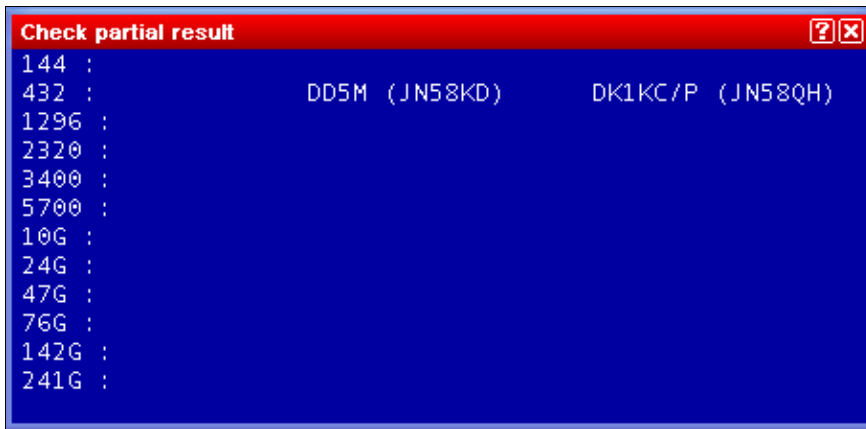 Check partial result
144 :
432 : DD5M (JN58KD) DK1KC/P (JN58QH)
1296 :
2320 :
3400 :
5700 :
10G :
24G :
47G :
76G :
142G :
241G :